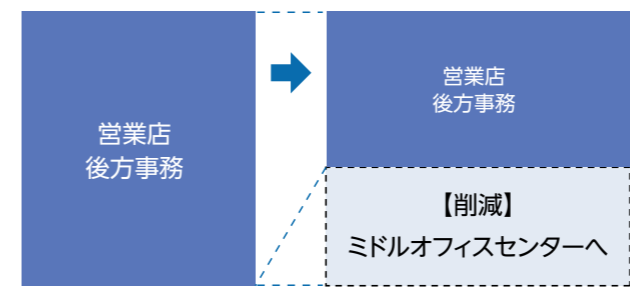 営業店
後方事務
営業店
後方事務
【削減】
ミドルオフィスセンターへ